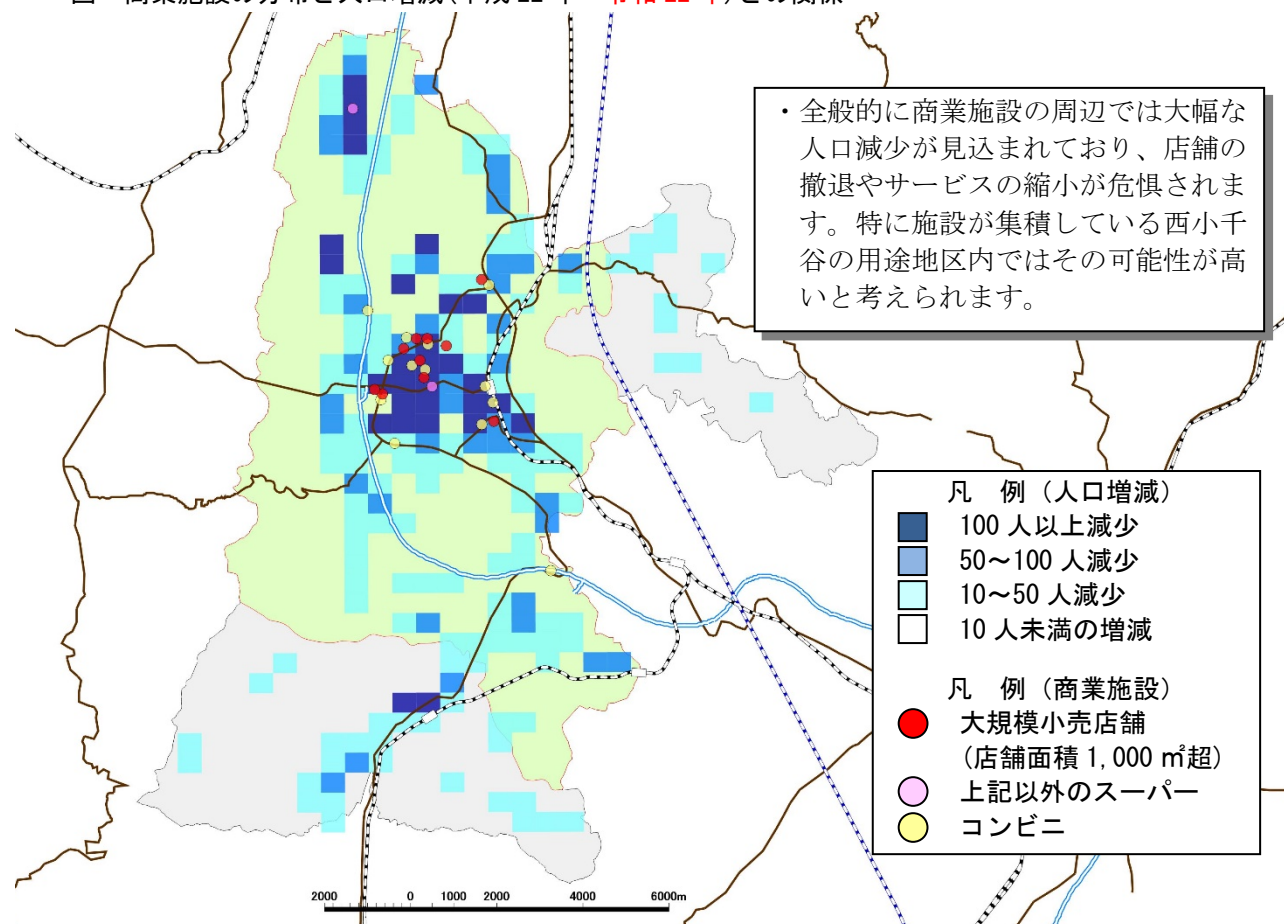 ・全般的に商業施設の周辺では大幅な
人口減少が見込まれており、店舗の
撤退やサービスの縮小が危惧されま
す。特に施設が集積している西小千
谷の用途地区内ではその可能性が高
いと考えられます。
凡 例（人口増減）
100 人以上減少
50～100 人減少
10～50 人減少
10 人未満の増減
凡 例（商業施設）
大規模小売店舗
（店舗面積 1,000 ㎡超）
上記以外のスーパー
コンビニ
2000 0 1000 2000 4000 6000m